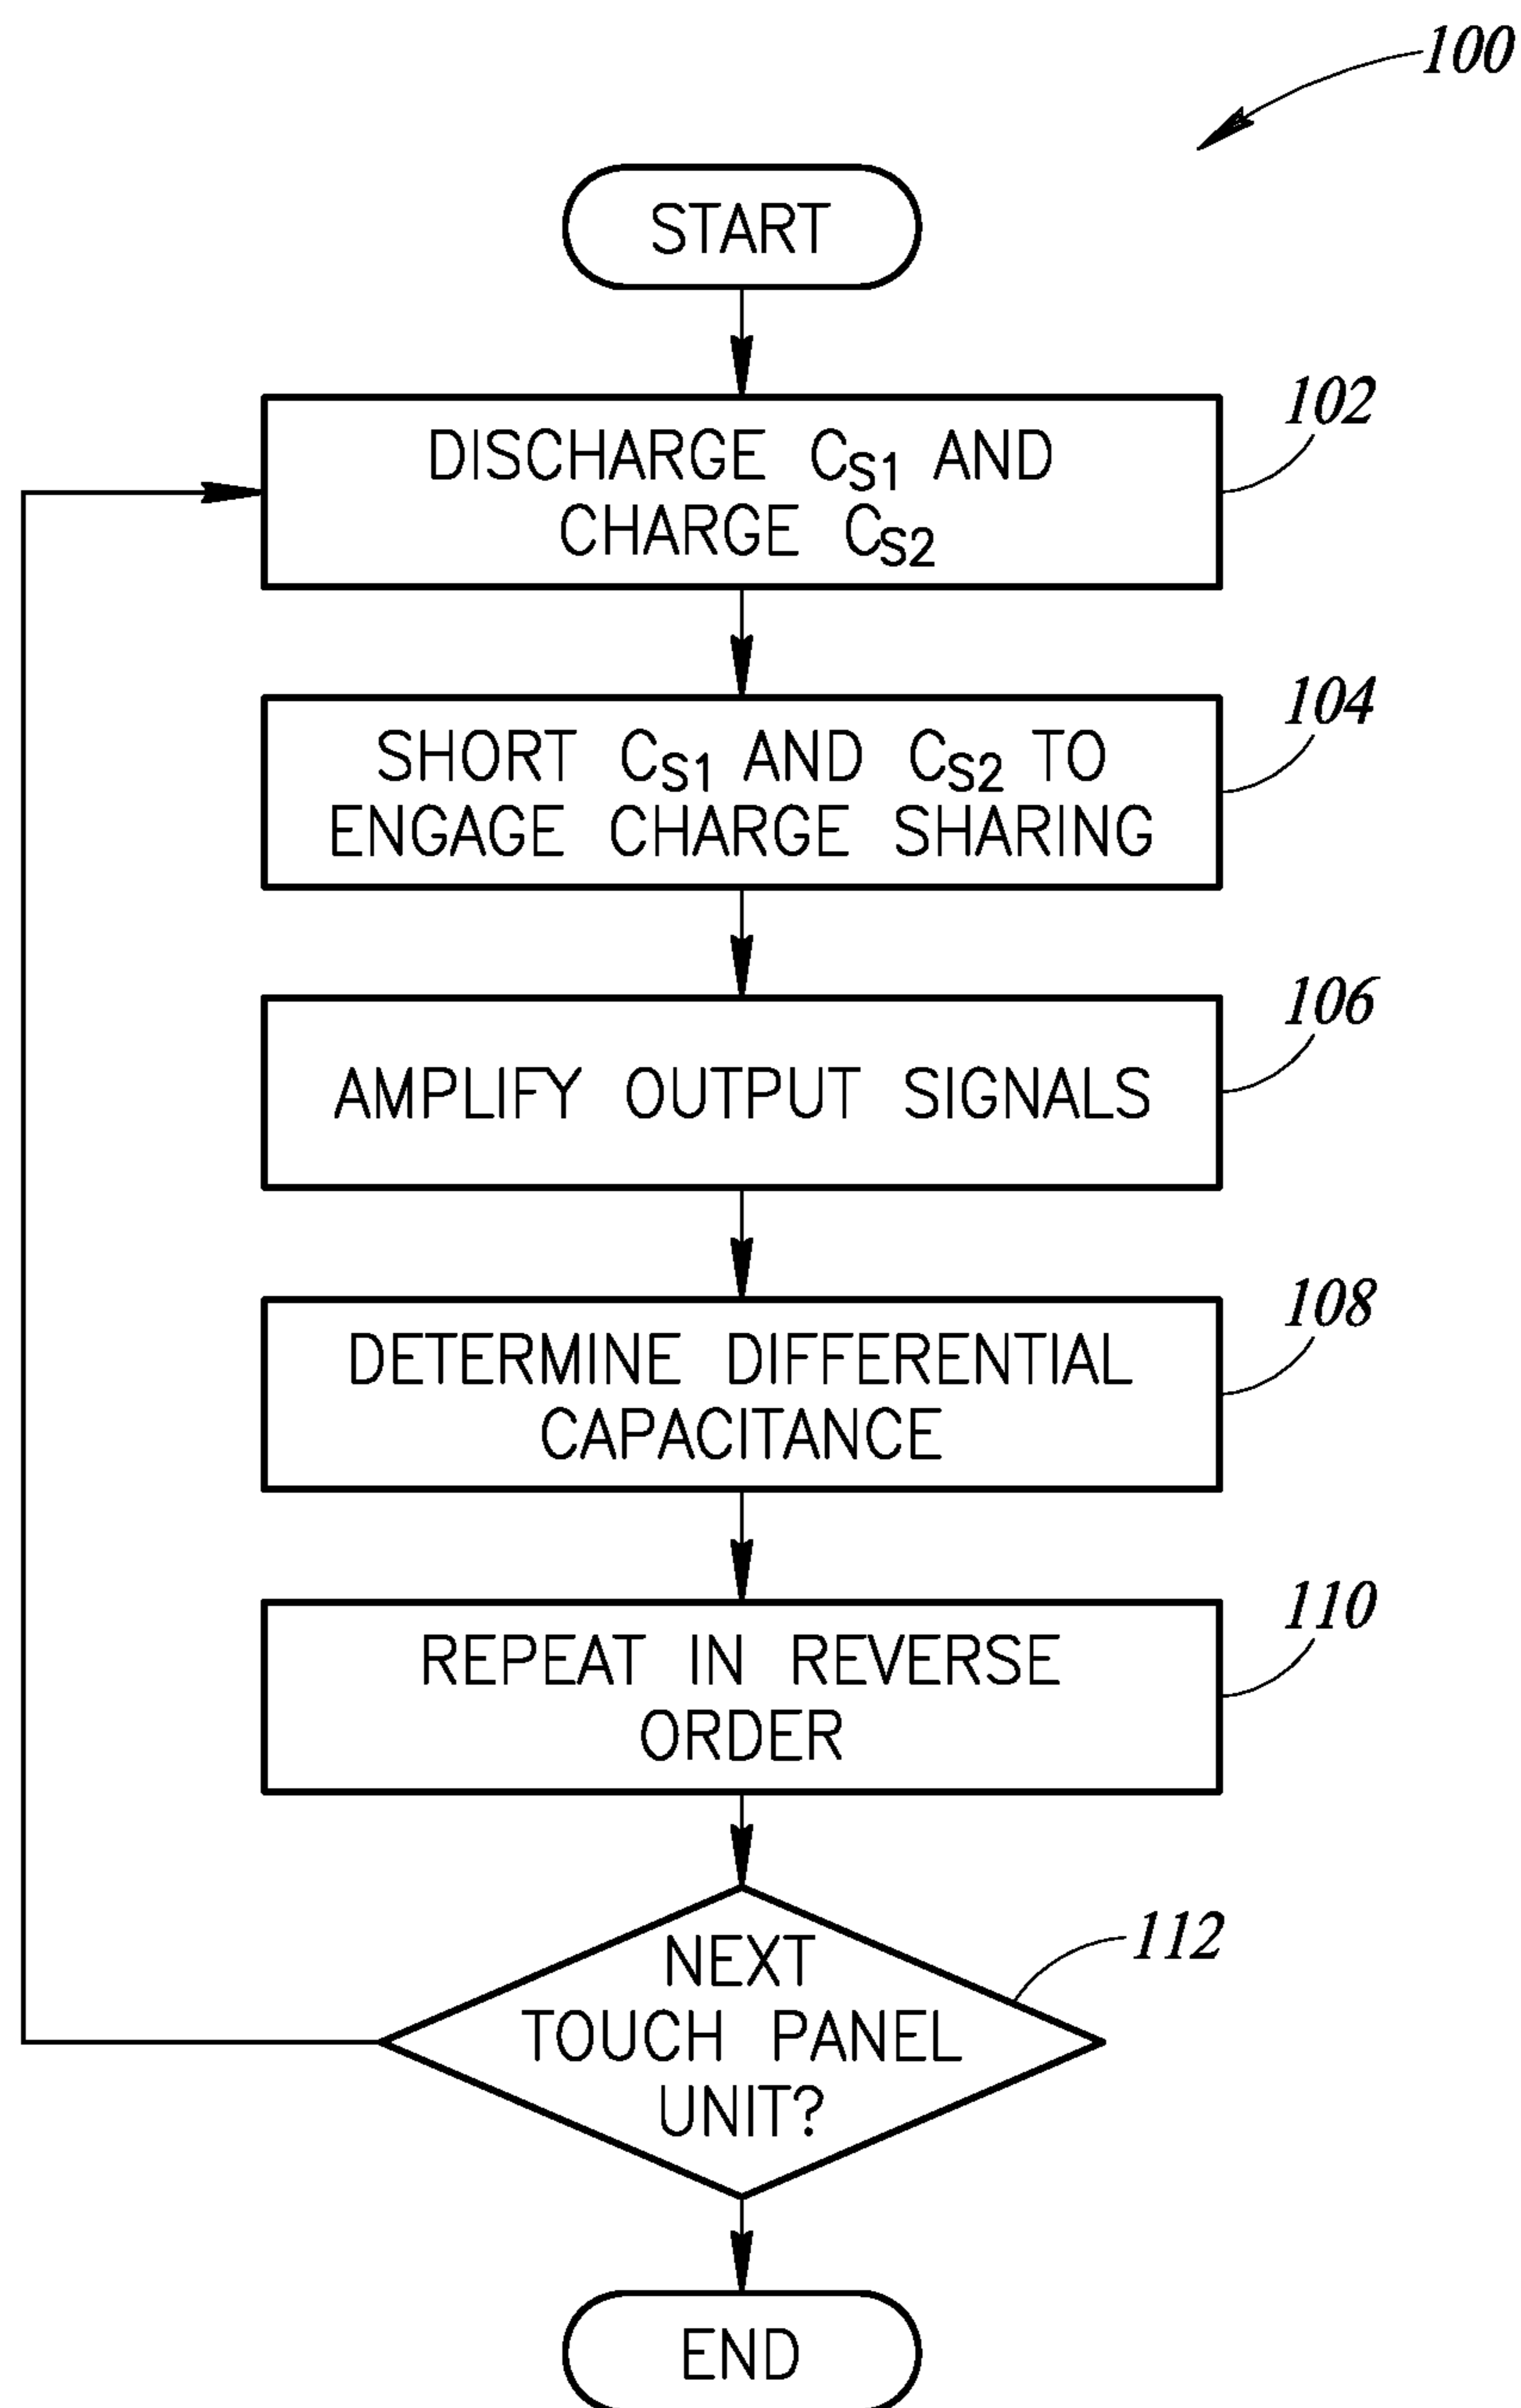 100
START
DISCHARGE CS1 AND
CHARGE CS2
102
SHORT CS1 AND CS2 TO
ENGAGE CHARGE SHARING
104
AMPLIFY OUTPUT SIGNALS
106
DETERMINE DIFFERENTIAL
CAPACITANCE
108
REPEAT IN REVERSE
ORDER
110
NEXT
TOUCH PANEL
UNIT?
112
END